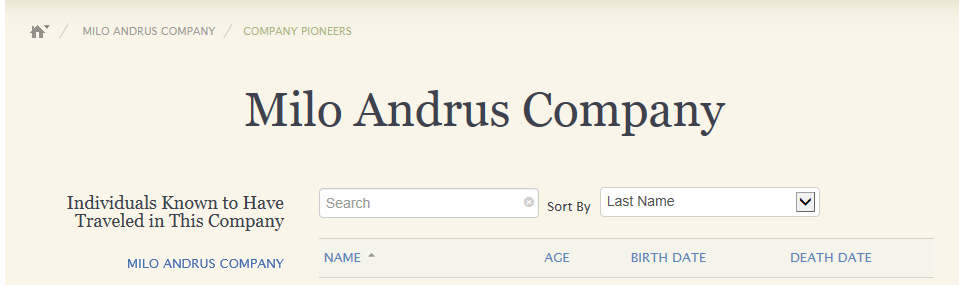 MILO ANDRUS COMPANY / COMPANY PIONEERS
Milo Andrus Company
Individuals Known to Have
Traveled in This Company
MILO ANDRUS COMPANY
Search
Sort By
Last Name
NAME AGE BIRTH DATE DEATH DATE